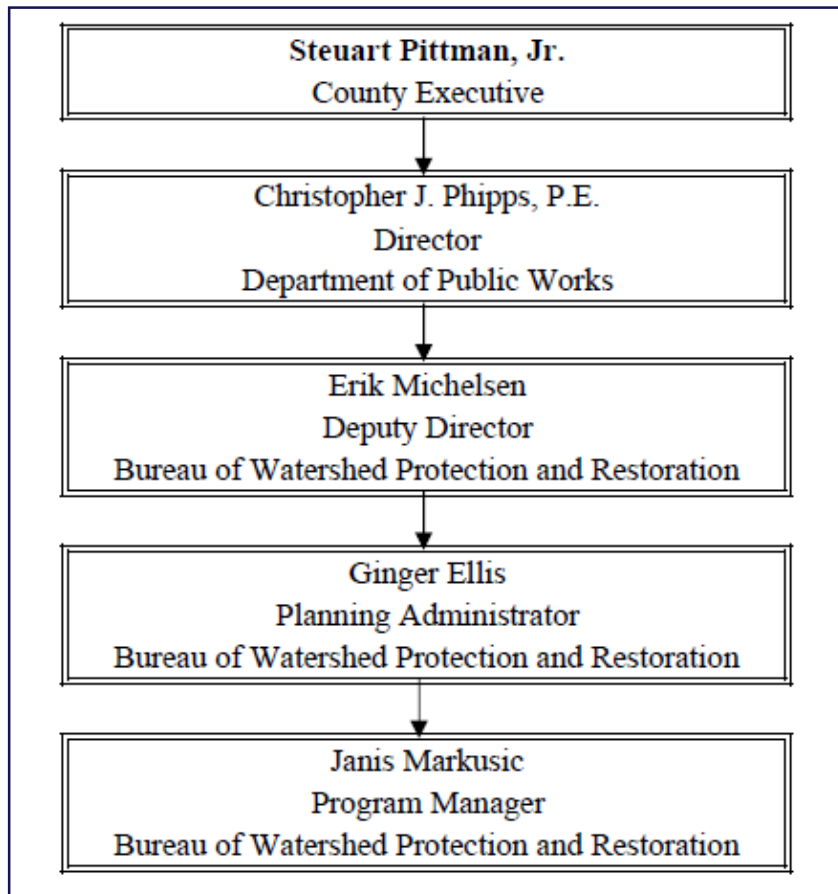 Steuart Pittman, Jr.
County Executive
Christopher J. Phipps, P.E.
Director
Department of Public Works
Erik Michelsen
Deputy Director
Bureau of Watershed Protection and Restoration
Ginger Ellis
Planning Administrator
Bureau of Watershed Protection and Restoration
Janis Markusic
Program Manager
Bureau of Watershed Protection and Restoration